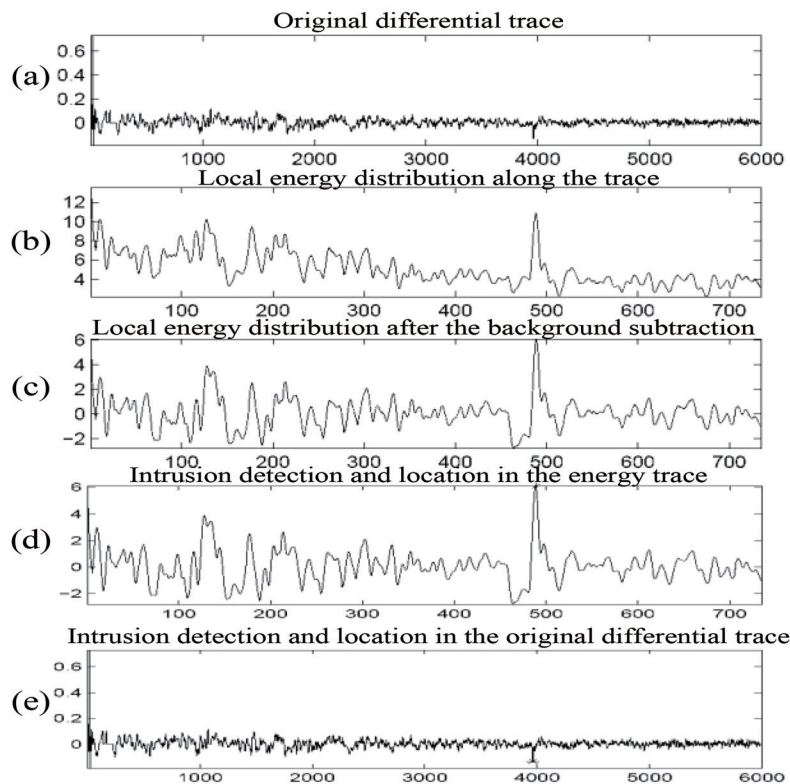 Original differential trace
(a)
0.6
0.4
0.2
0
1000 2000 3000 4000 5000 6000
Local energy distribution along the trace
(b)
12
10
8
6
4
100 200 300 400 500 600 700
Local energy distribution after the background subtraction
(c)
6
4
2
0
-2
100 200 300 400 500 600 700
Intrusion detection and location in the energy trace
(d)
6
4
2
0
-2
100 200 300 400 500 600 700
Intrusion detection and location in the original differential trace
(e)
0.6
0.4
0.2
0
1000 2000 3000 4000 5000 6000